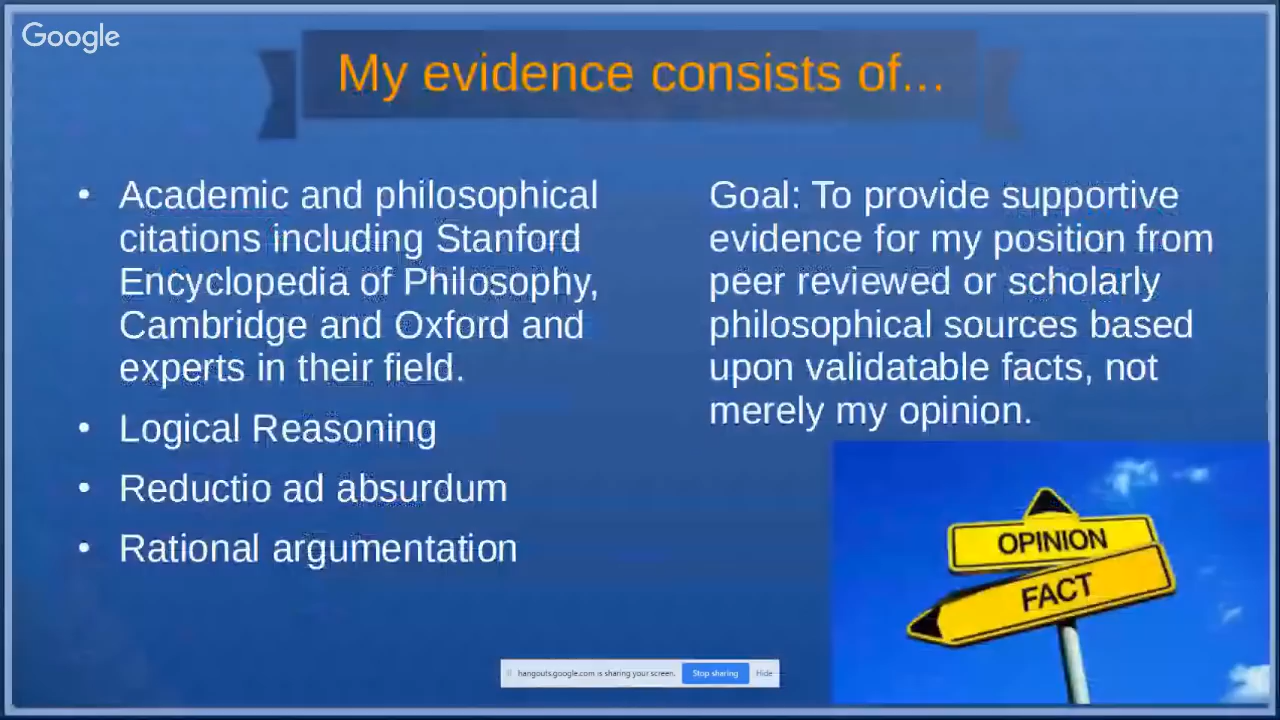 Google
My evidence consists of...
• Academic and philosophical
citations including Stanford
Encyclopedia of Philosophy,
Cambridge and Oxford and
experts in their field.
• Logical Reasoning
• Reductio ad absurdum
• Rational argumentation
Goal: To provide supportive
evidence for my position from
peer reviewed or scholarly
philosophical sources based
upon validatable facts, not
merely my opinion.
OPINION
FACT
hangouts.google.com is sharing your screen. Stop sharing Hide